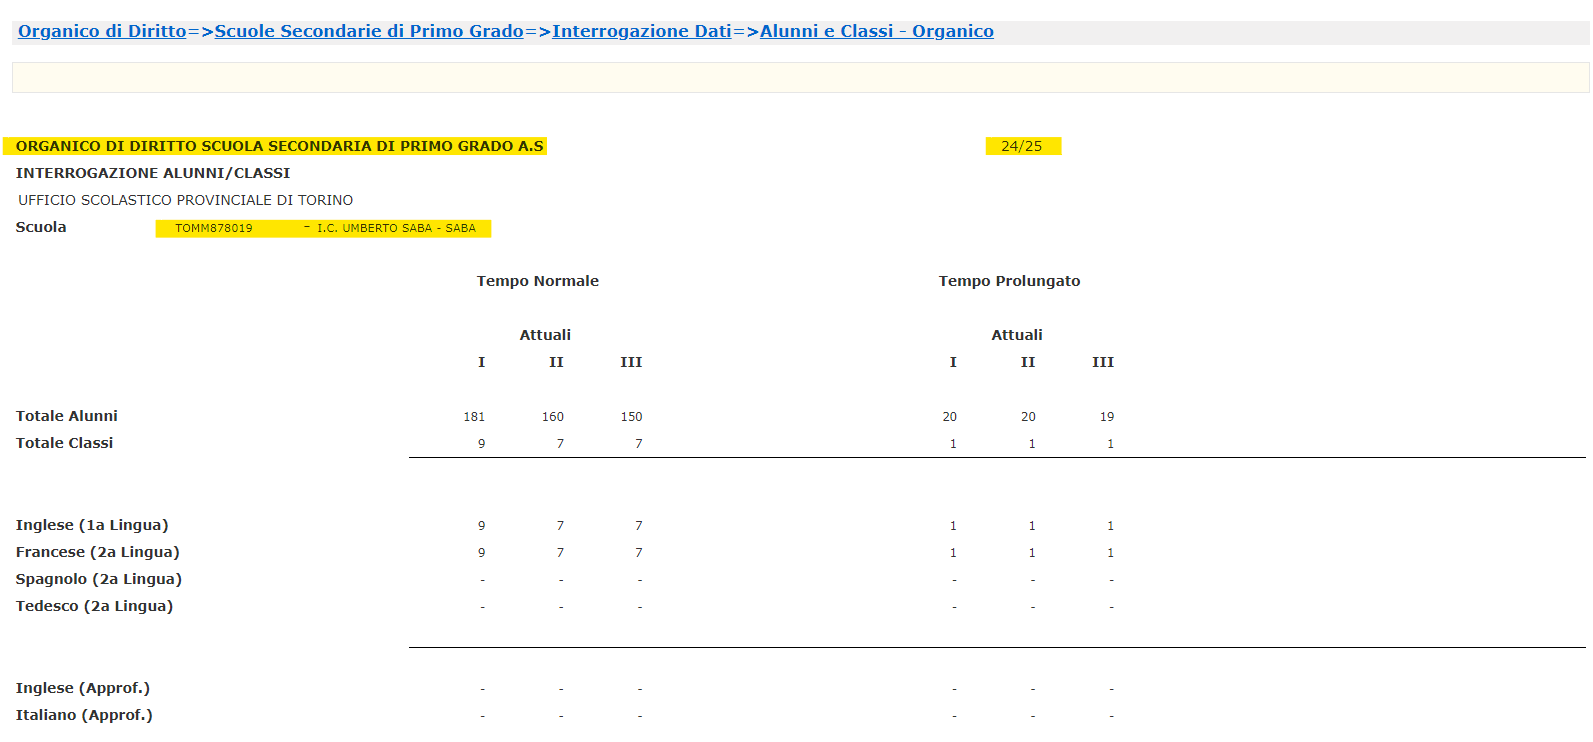 Organico di Diritto=>Scuole Secondarie di Primo Grado=>Interrogazione Dati=>Alunni e Classi - Organico
ORGANICO DI DIRITTO SCUOLA SECONDARIA DI PRIMO GRADO A.S 24/25
INTERROGAZIONE ALUNNI/CLASSI
UFFICIO SCOLASTICO PROVINCIALE DI TORINO
Scuola TOMM878019 - I.C. UMBERTO SABA - SABA
Tempo Normale Tempo Prolungato
Attuali Attuali
I II III I II III
Totale Alunni 181 160 150 20 20 19
Totale Classi 9 7 7 1 1 1
Inglese (1a Lingua) 9 7 7 1 1 1
Francese (2a Lingua) 9 7 7 1 1 1
Spagnolo (2a Lingua) - - - - - -
Tedesco (2a Lingua) - - - - - -
Inglese (Approf.) - - - - - -
Italiano (Approf.) - - - - - -